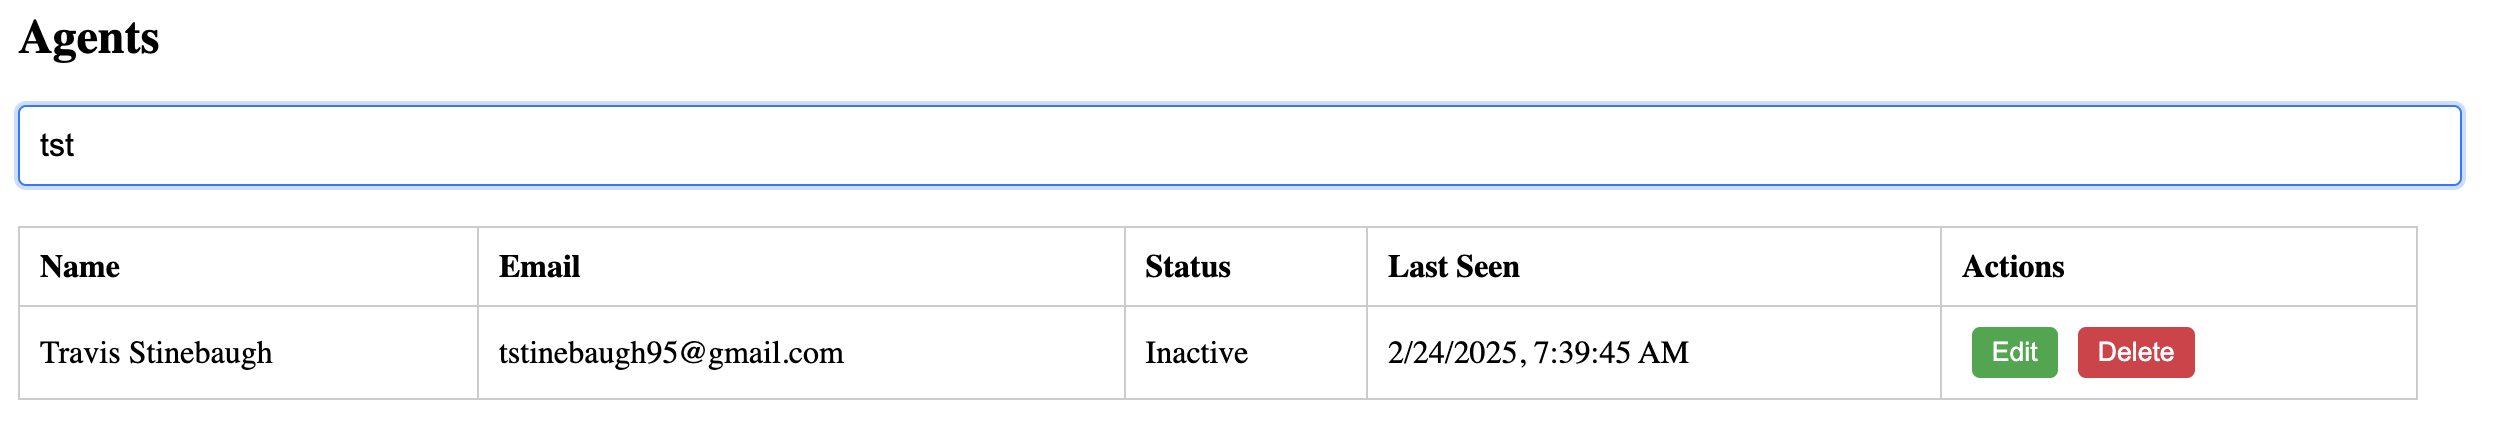 Agents
tst
Name Email Status Last Seen Actions
Travis Stinebaugh tstinebaugh95@gmail.com Inactive 2/24/2025, 7:39:45 AM Edit Delete